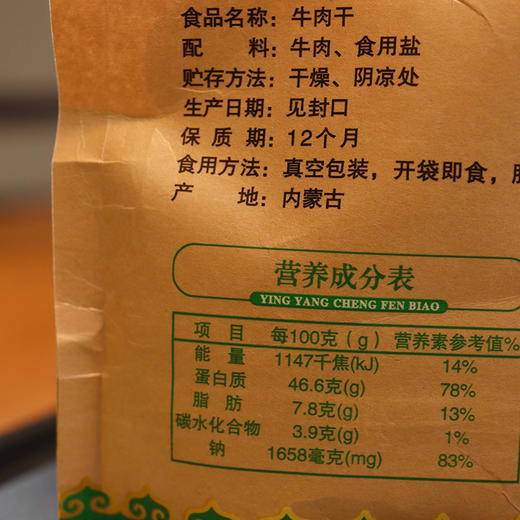 食品名称：牛肉干
配 料：牛肉、食用盐
贮存方法：干燥、阴凉处
生产日期：见封口
保 质 期：12个月
食用方法：真空包装，开袋即食，
产 地：内蒙古
营养成分表
YING YANG CHENG FEN BIAO
项 目 每100克（g） 营养素参考值%
能 量 1147千焦(kJ) 14%
蛋白质 46.6克(g) 78%
脂 肪 7.8克(g) 13%
碳水化合物 3.9克(g) 1%
钠 1658毫克(mg) 83%